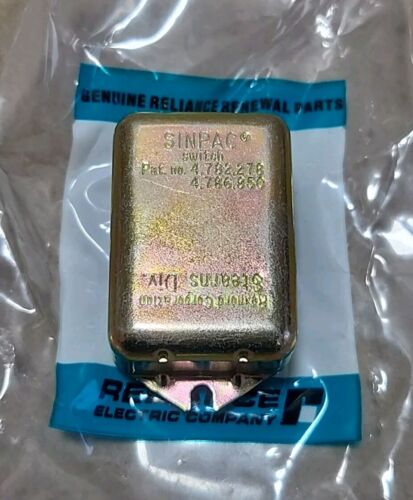 GENUINE RELIANCE RENEWAL PARTS
SINPAC®
switch
Pat. no. 4,782,278
4,786,850
Stearns Div.
Rexnord Corporation
RELIANCE
ELECTRIC COMPANY